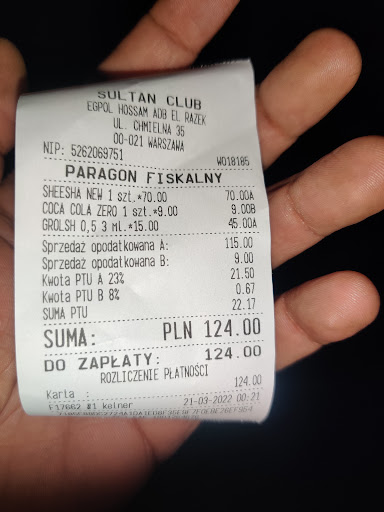 SULTAN CLUB
EGPOL HOSSAM ADB EL RAZEK
UL. CHMIELNA 35
00-021 WARSZAWA
NIP: 5262069751
WO18185
PARAGON FISKALNY
SHEESHA NEW 1 szt.*70.00 70.00A
COCA COLA ZERO 1 szt.*9.00 9.00B
GROLSH 0,5 3 ml.*15.00 45.00A
Sprzedaż opodatkowana A: 115.00
Sprzedaż opodatkowana B: 9.00
Kwota PTU A 23% 21.50
Kwota PTU B 8% 0.67
SUMA PTU 22.17
SUMA: PLN 124.00
DO ZAPŁATY: 124.00
ROZLICZENIE PŁATNOŚCI
Karta : 124.00
F17662 #1 kelner 21-03-2022 00:21